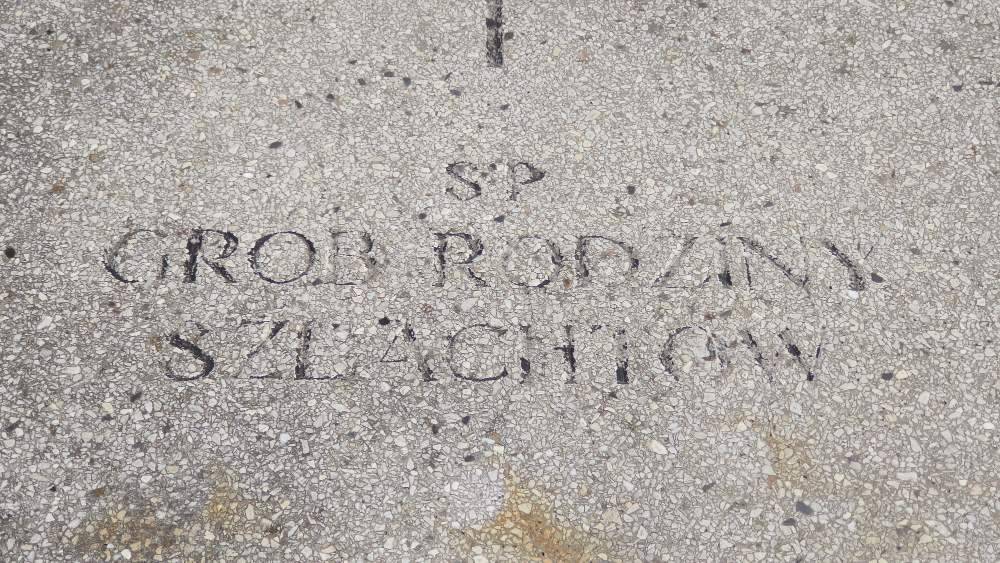 ŚP
GRÓB RODZINY
SZLACHTÓW